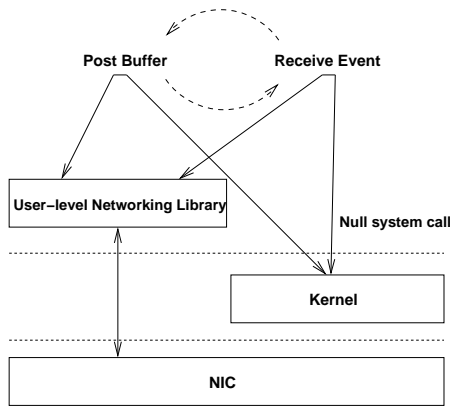 Post Buffer
Receive Event
User-level Networking Library
Null system call
Kernel
NIC